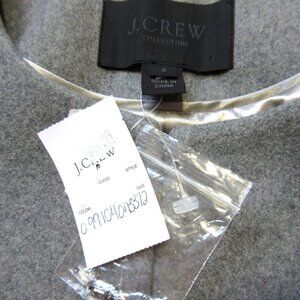 J.CREW
COLLECTION
2
MADE IN
CHINA
J.CREW
CLASS STYLE
COLOR SIZE